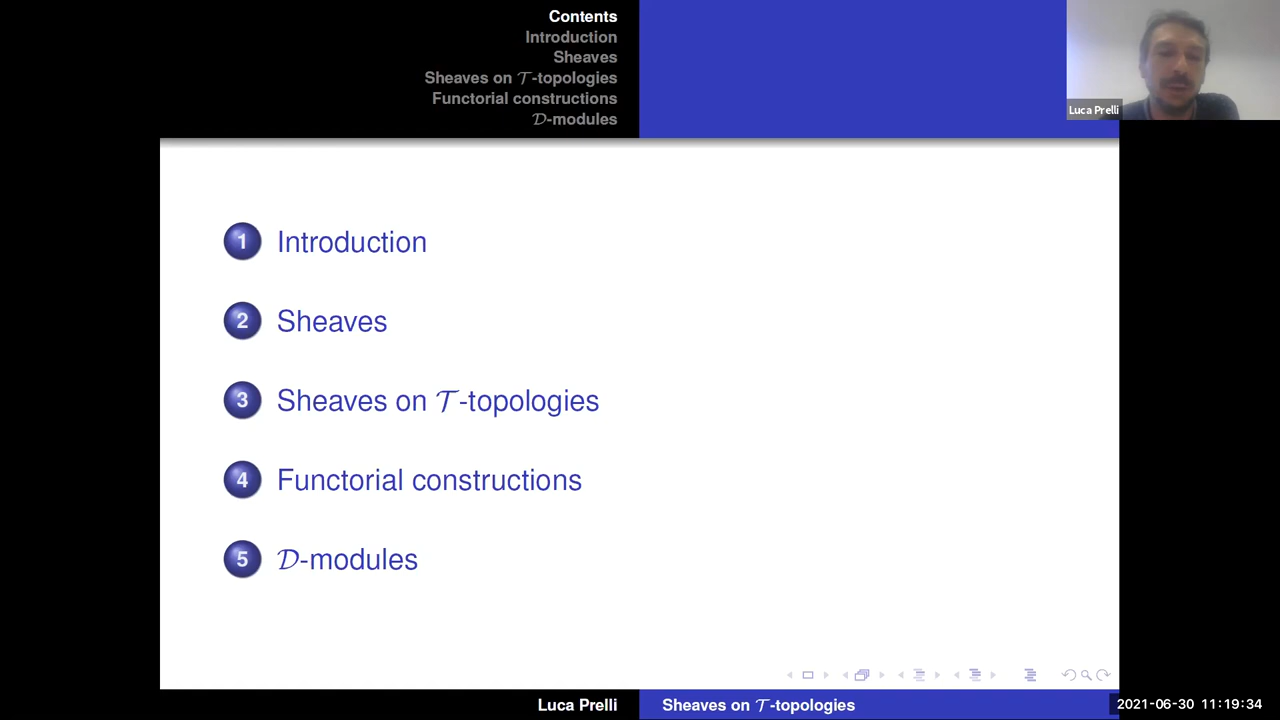 Contents
Introduction
Sheaves
Sheaves on 𝒯-topologies
Functorial constructions
𝒟-modules
Luca Prelli
1 Introduction
2 Sheaves
3 Sheaves on 𝒯-topologies
4 Functorial constructions
5 𝒟-modules
Luca Prelli
Sheaves on 𝒯-topologies
2021-06-30 11:19:34